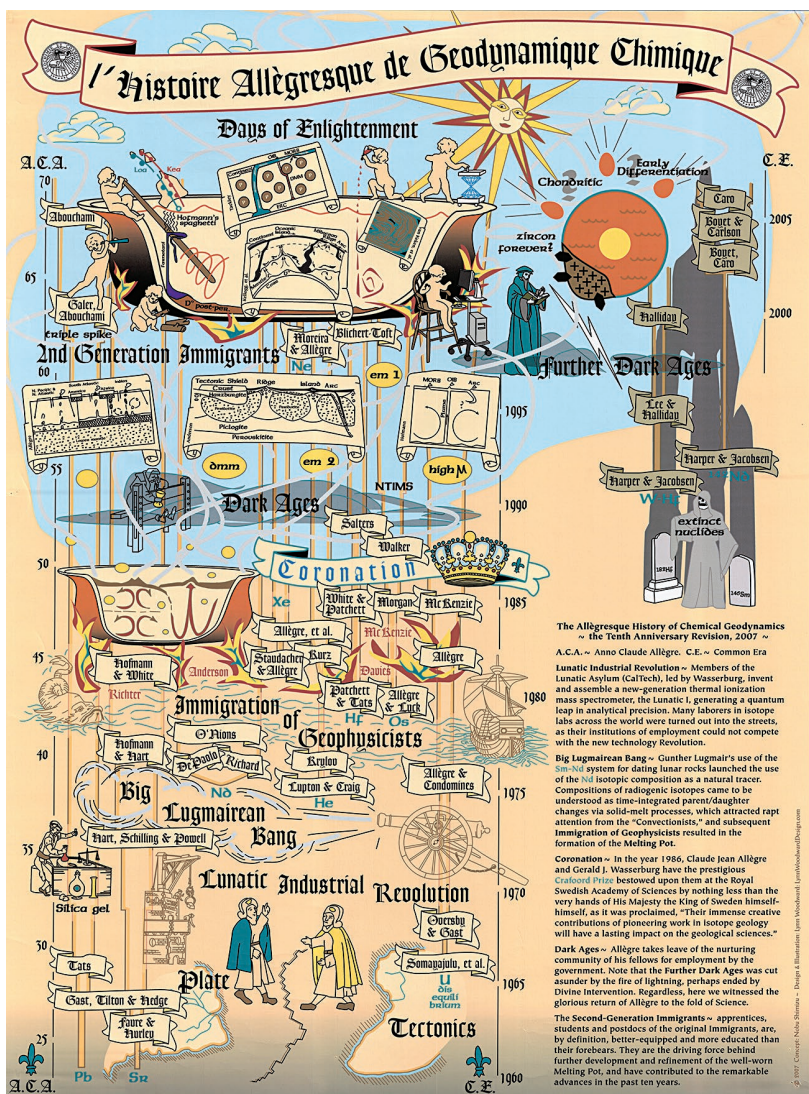 l'Histoire Allègresque de Geodynamique Chimique
Days of Enlightenment
A.C.A.
C.E.
70
Loa
Kea
Continent
OIB
MORB
DMM
Chondritic
?
?
Early
Differentiation
Caro
Boyet &
Carlson
Boyet,
Caro
2005
Abouchami
Hofmann's
spaghetti
zircon
forever!
Oceanic
Island
65
D" post-pen.
Galer,
Abouchami
triple spike
Moreira
& Allègre
Ne
Blichert-Toft
Halliday
2000
2nd Generation Immigrants
Further Dark Ages
60
em 1
South Atlantic
Indian
Tectonic Shield
Ridge
Island Arc
Crust
Harzburgite
Piclogite
Perovskitite
MORB
OIB
ARC
1995
Lee &
Halliday
55
dmm
em 2
high μ
NTIMS
Harper & Jacobsen
Harper & Jacobsen
W-Hf
Dark Ages
1990
Salters
Walker
extinct
nuclides
50
Coronation
182Hf
146Sm
Xe
White &
Patchett
Morgan
McKenzie
1985
Allègre, et al.
McKenzie
45
Hofmann
& White
Anderson
Staudacher
& Allègre
Kurz
Davies
Allègre
Richter
Patchett
& Tats
Hf
Allègre
& Luck
Os
1980
Immigration
of
Geophysicists
O'Nions
40
Hofmann
& Hart
DePaolo
Richard
Nd
Krylov
Lupton & Craig
He
Allègre &
Condomines
1975
Big
Lugmairean
Bang
Hart, Schilling & Powell
35
Silica gel
Lunatic Industrial
Revolution
1970
Oversby
& Gast
30
Tats
Somayajulu, et al.
U
dis
equili
brium
1965
Gast, Tilton & Hedge
Plate
Faure &
Hurley
Tectonics
25
Pb
Sr
1960
A.C.A.
C.E.
The Allègresque History of Chemical Geodynamics
~ the Tenth Anniversary Revision, 2007 ~
A.C.A. ~ Anno Claude Allègre. C.E. ~ Common Era
Lunatic Industrial Revolution ~ Members of the
Lunatic Asylum (CalTech), led by Wasserburg, invent
and assemble a new-generation thermal ionization
mass spectrometer, the Lunatic I, generating a quantum
leap in analytical precision. Many laborers in isotope
labs across the world were turned out into the streets,
as their institutions of employment could not compete
with the new technology Revolution.
Big Lugmairean Bang ~ Gunther Lugmair's use of the
Sm-Nd system for dating lunar rocks launched the use
of the Nd isotopic composition as a natural tracer.
Compositions of radiogenic isotopes came to be
understood as time-integrated parent/daughter
changes via solid-melt processes, which attracted rapt
attention from the "Convectionists," and subsequent
Immigration of Geophysicists resulted in the
formation of the Melting Pot.
Coronation ~ In the year 1986, Claude Jean Allègre
and Gerald J. Wasserburg have the prestigious
Crafoord Prize bestowed upon them at the Royal
Swedish Academy of Sciences by nothing less than the
very hands of His Majesty the King of Sweden himself-
himself, as it was proclaimed, "Their immense creative
contributions of pioneering work in isotope geology
will have a lasting impact on the geological sciences."
Dark Ages ~ Allègre takes leave of the nurturing
community of his fellows for employment by the
government. Note that the Further Dark Ages was cut
asunder by the fire of lightning, perhaps ended by
Divine Intervention. Regardless, here we witnessed the
glorious return of Allègre to the fold of Science.
The Second-Generation Immigrants ~ apprentices,
students and postdocs of the original Immigrants, are,
by definition, better-equipped and more educated than
their forebears. They are the driving force behind
further development and refinement of the well-worn
Melting Pot, and have contributed to the remarkable
advances in the past ten years.